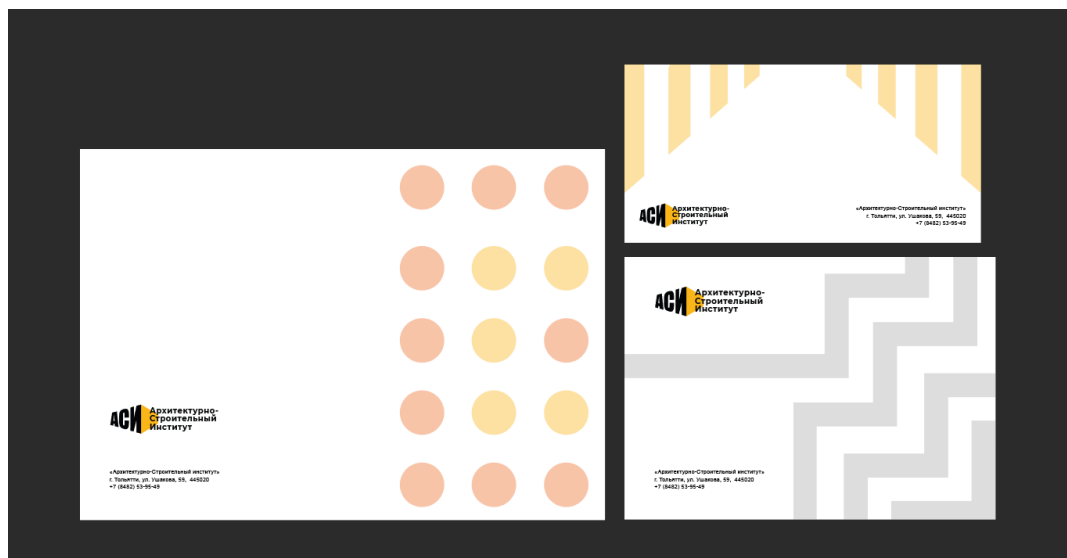 АСИ
Архитектурно-
Строительный
Институт
«Архитектурно-Строительный институт»
г. Тольятти, ул. Ушакова, 59, 445020
+7 (8482) 53-95-49
АСИ
Архитектурно-
Строительный
Институт
«Архитектурно-Строительный институт»
г. Тольятти, ул. Ушакова, 59, 445020
+7 (8482) 53-95-49
АСИ
Архитектурно-
Строительный
Институт
«Архитектурно-Строительный институт»
г. Тольятти, ул. Ушакова, 59, 445020
+7 (8482) 53-95-49